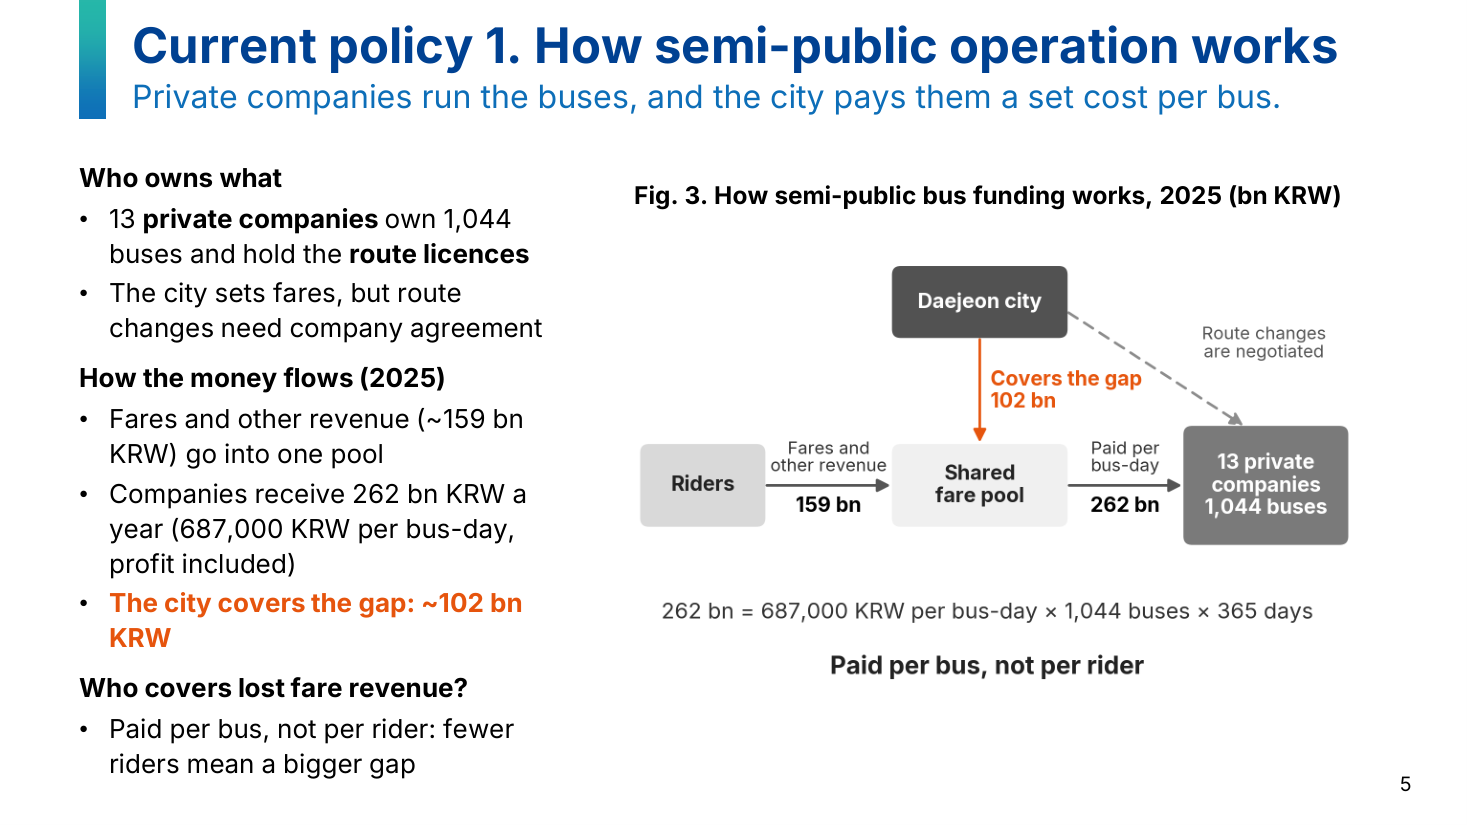 Current policy 1. How semi-public operation works
Private companies run the buses, and the city pays them a set cost per bus.
Who owns what
• 13 private companies own 1,044
buses and hold the route licences
• The city sets fares, but route
changes need company agreement
How the money flows (2025)
• Fares and other revenue (~159 bn
KRW) go into one pool
• Companies receive 262 bn KRW a
year (687,000 KRW per bus-day,
profit included)
• The city covers the gap: ~102 bn
KRW
Who covers lost fare revenue?
• Paid per bus, not per rider: fewer
riders mean a bigger gap
Fig. 3. How semi-public bus funding works, 2025 (bn KRW)
Daejeon city
Route changes
are negotiated
Covers the gap
102 bn
Riders
Fares and
other revenue
159 bn
Shared
fare pool
Paid per
bus-day
262 bn
13 private
companies
1,044 buses
262 bn = 687,000 KRW per bus-day × 1,044 buses × 365 days
Paid per bus, not per rider
5